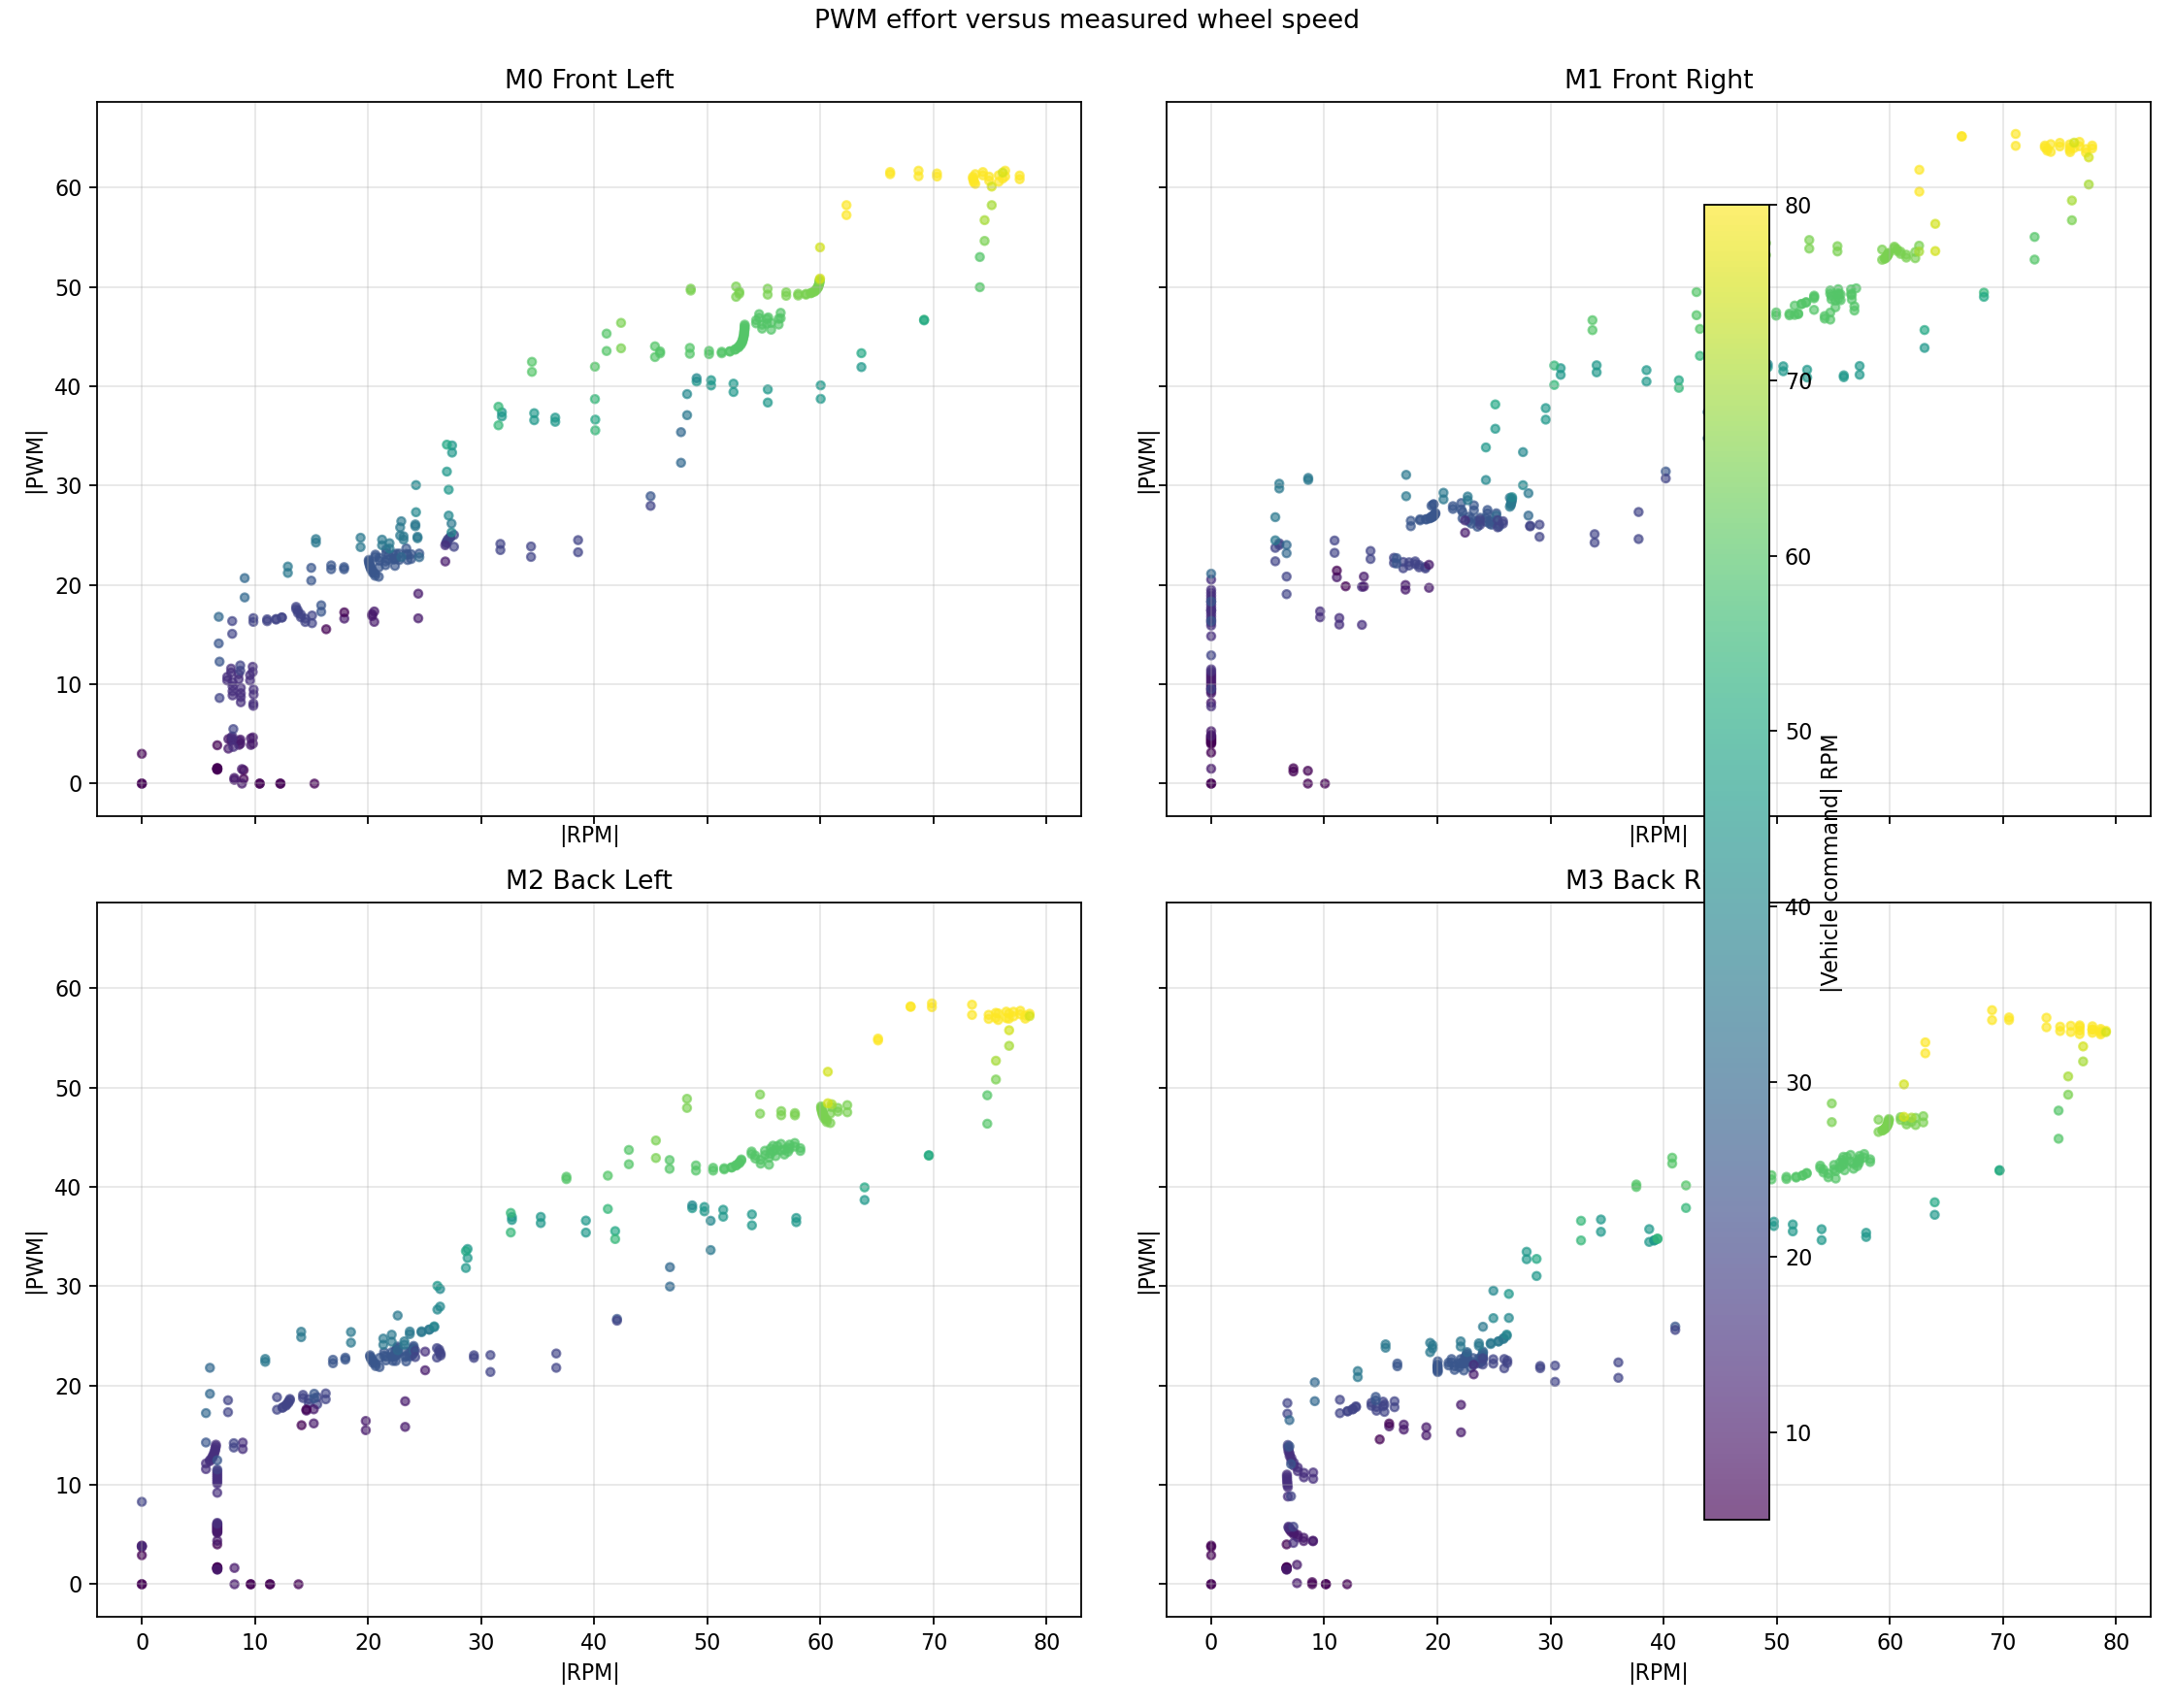 PWM effort versus measured wheel speed
M0 Front Left
M1 Front Right
60
50
40
30
20
10
0
|PWM|
|RPM|
|PWM|
|RPM|
80
70
60
50
40
30
20
10
|Vehicle command| RPM
M2 Back Left
M3 Back R
60
50
40
30
20
10
0
|PWM|
0 10 20 30 40 50 60 70 80
|RPM|
|PWM|
0 10 20 30 40 50 60 70 80
|RPM|